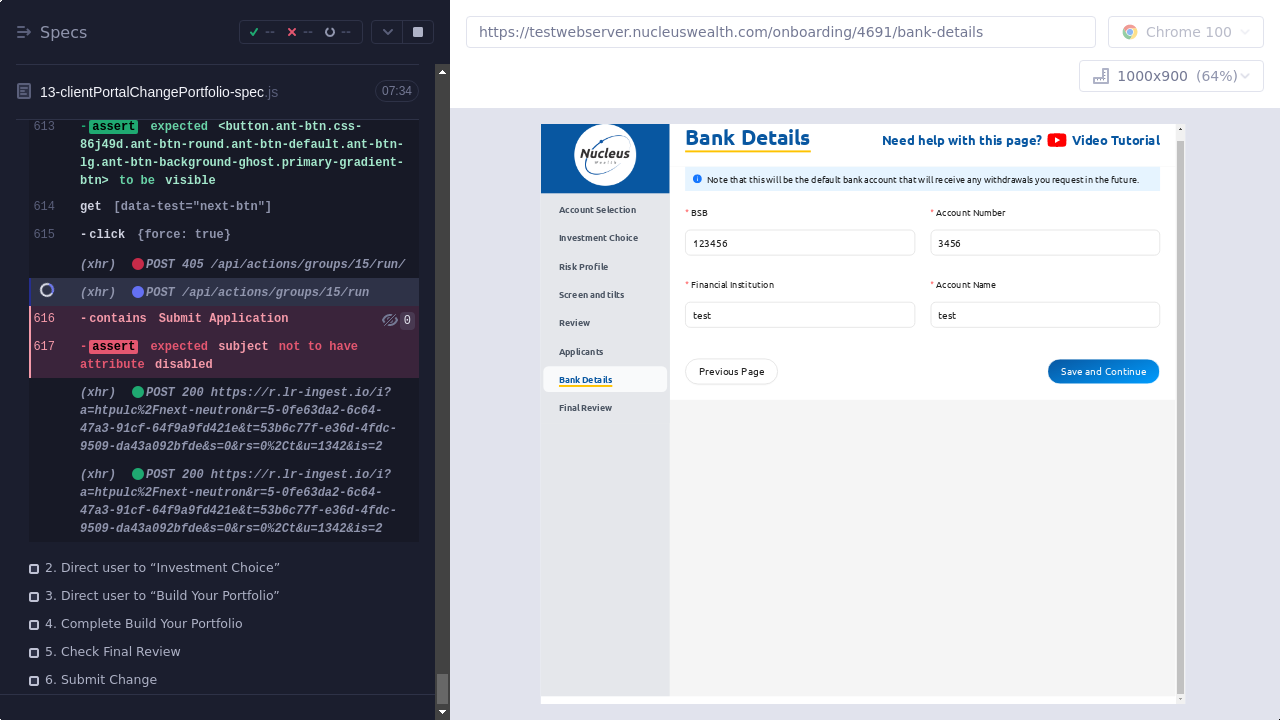 Specs
--
--
--
https://testwebserver.nucleuswealth.com/onboarding/4691/bank-details
Chrome 100
1000x900 (64%)
13-clientPortalChangePortfolio-spec.js
07:34
613 -assert expected <button.ant-btn.css-
86j49d.ant-btn-round.ant-btn-default.ant-btn-
lg.ant-btn-background-ghost.primary-gradient-
btn> to be visible
614 get [data-test="next-btn"]
615 -click {force: true}
(xhr) POST 405 /api/actions/groups/15/run/
(xhr) POST /api/actions/groups/15/run
616 -contains Submit Application 0
617 -assert expected subject not to have
attribute disabled
(xhr) POST 200 https://r.lr-ingest.io/i?
a=htpulc%2Fnext-neutron&r=5-0fe63da2-6c64-
47a3-91cf-64f9a9fd421e&t=53b6c77f-e36d-4fdc-
9509-da43a092bfde&s=0&rs=0%2Ct&u=1342&is=2
(xhr) POST 200 https://r.lr-ingest.io/i?
a=htpulc%2Fnext-neutron&r=5-0fe63da2-6c64-
47a3-91cf-64f9a9fd421e&t=53b6c77f-e36d-4fdc-
9509-da43a092bfde&s=0&rs=0%2Ct&u=1342&is=2
2. Direct user to “Investment Choice”
3. Direct user to “Build Your Portfolio”
4. Complete Build Your Portfolio
5. Check Final Review
6. Submit Change
Nucleus
Wealth
Account Selection
Investment Choice
Risk Profile
Screen and tilts
Review
Applicants
Bank Details
Final Review
Bank Details
Need help with this page? Video Tutorial
Note that this will be the default bank account that will receive any withdrawals you request in the future.
* BSB
* Account Number
123456
3456
* Financial Institution
* Account Name
test
test
Previous Page
Save and Continue